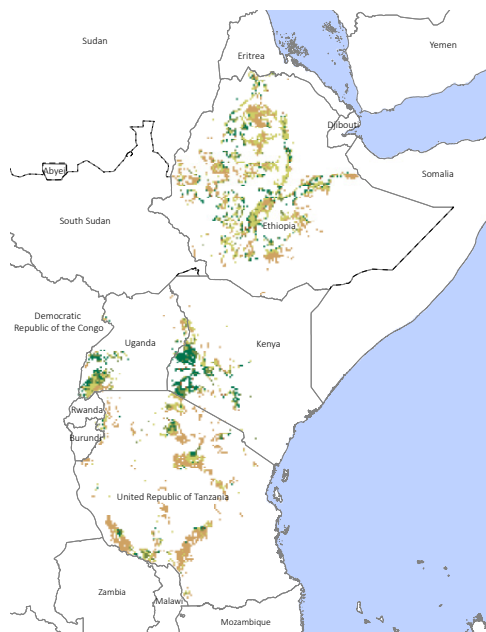 Sudan
Yemen
Eritrea
Djibouti
Abyei
Somalia
South Sudan
Ethiopia
Democratic
Republic of the Congo
Uganda
Kenya
Rwanda
Burundi
United Republic of Tanzania
Zambia
Malawi
Mozambique